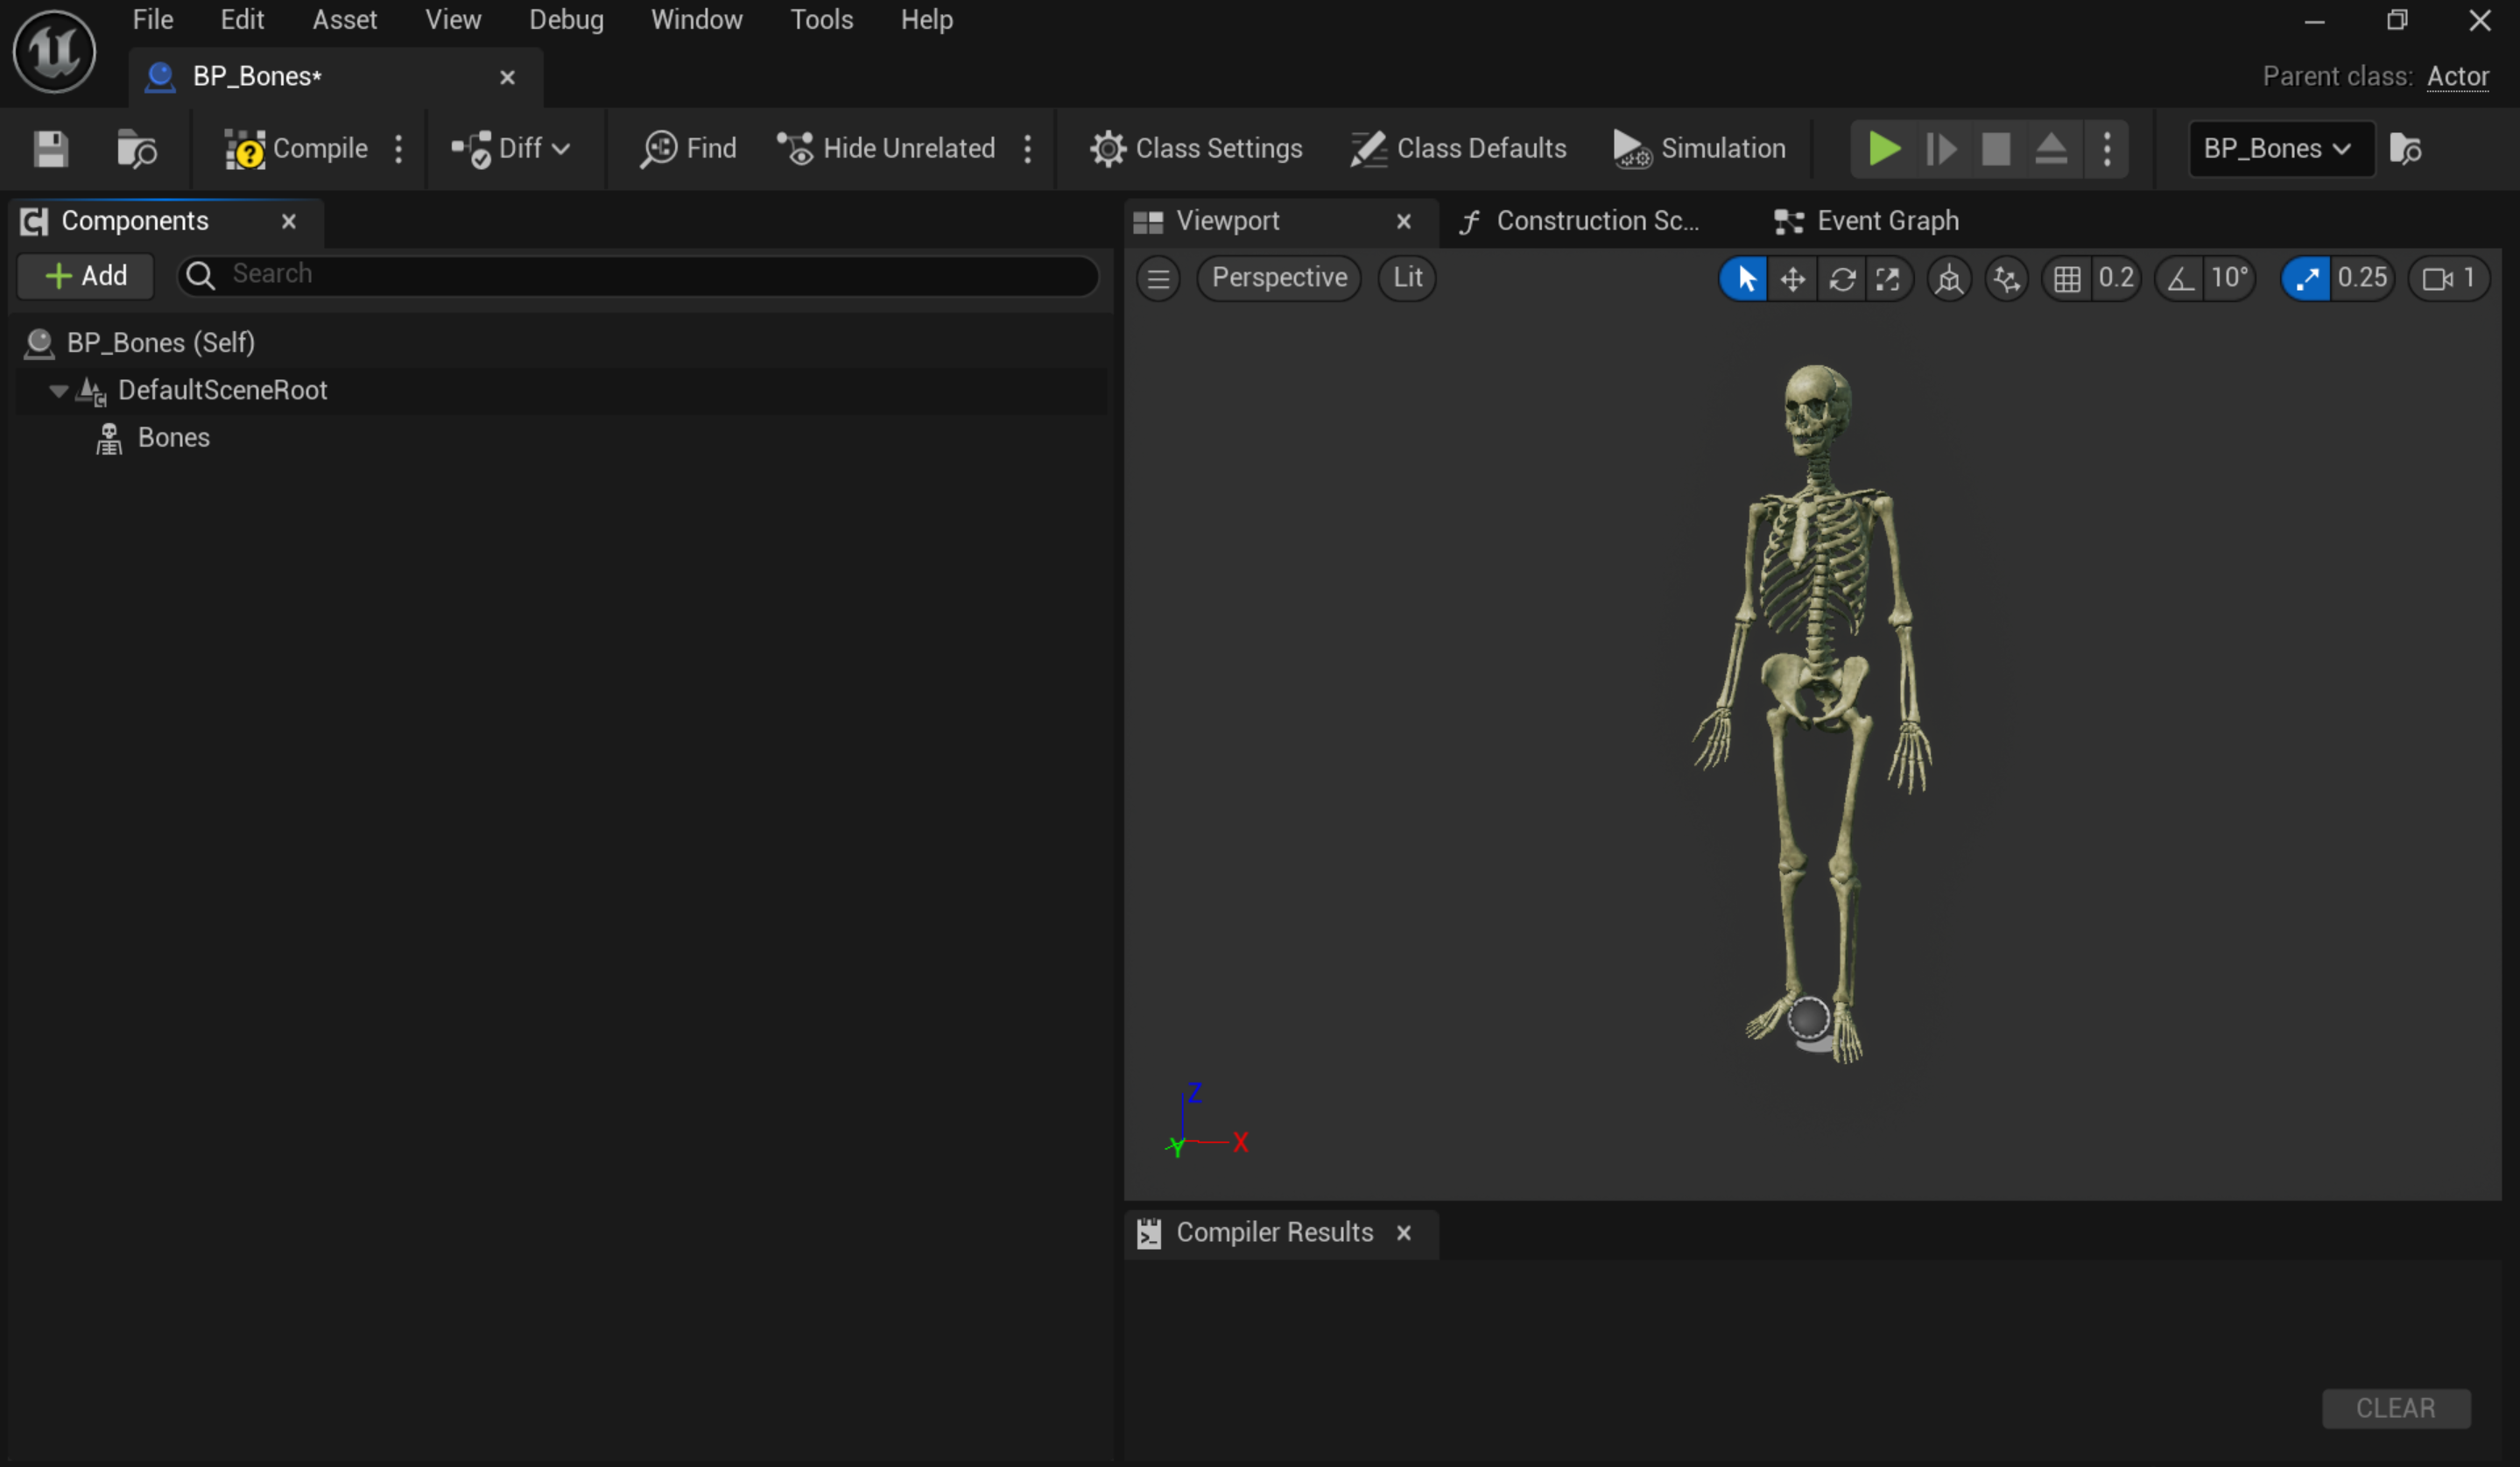 File Edit Asset View Debug Window Tools Help
BP_Bones*
Parent class: Actor
Compile
Diff
Find
Hide Unrelated
Class Settings
Class Defaults
Simulation
BP_Bones
Components
Add
Search
BP_Bones (Self)
DefaultSceneRoot
Bones
Viewport
Construction Sc...
Event Graph
Perspective
Lit
0.2
10°
0.25
1
Z
Y
X
Compiler Results
CLEAR